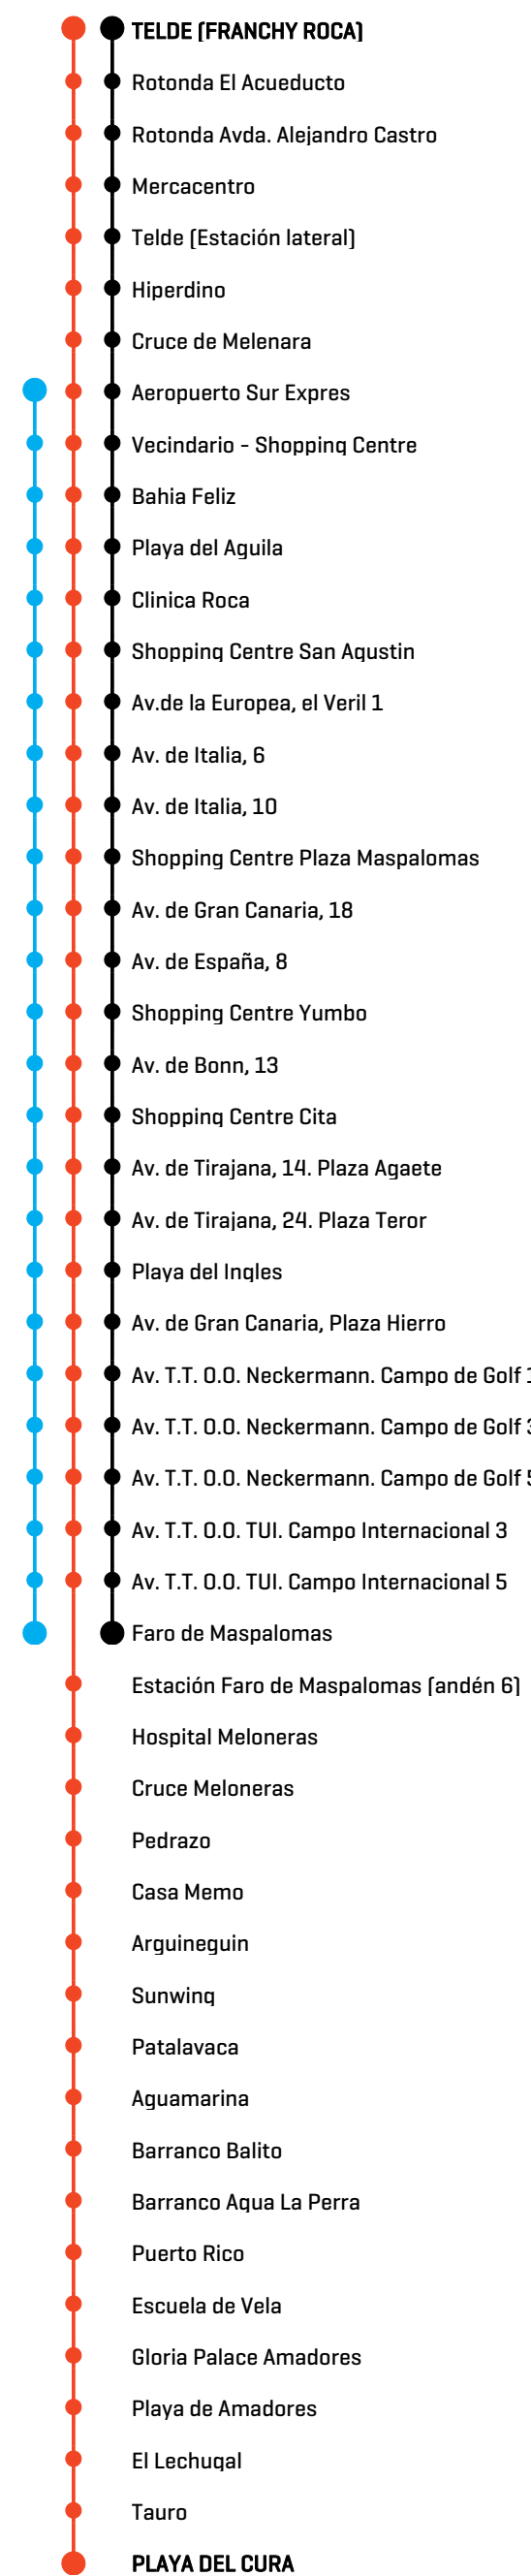 TELDE (FRANCHY ROCA)
Rotonda El Acueducto
Rotonda Avda. Alejandro Castro
Mercacentro
Telde (Estación lateral)
Hiperdino
Cruce de Melenara
Aeropuerto Sur Expres
Vecindario - Shopping Centre
Bahia Feliz
Playa del Aguila
Clinica Roca
Shopping Centre San Agustin
Av.de la Europea, el Veril 1
Av. de Italia, 6
Av. de Italia, 10
Shopping Centre Plaza Maspalomas
Av. de Gran Canaria, 18
Av. de España, 8
Shopping Centre Yumbo
Av. de Bonn, 13
Shopping Centre Cita
Av. de Tirajana, 14. Plaza Agaete
Av. de Tirajana, 24. Plaza Teror
Playa del Ingles
Av. de Gran Canaria, Plaza Hierro
Av. T.T. O.O. Neckermann. Campo de Golf 1
Av. T.T. O.O. Neckermann. Campo de Golf 3
Av. T.T. O.O. Neckermann. Campo de Golf 5
Av. T.T. O.O. TUI. Campo Internacional 3
Av. T.T. O.O. TUI. Campo Internacional 5
Faro de Maspalomas
Estación Faro de Maspalomas (andén 6)
Hospital Meloneras
Cruce Meloneras
Pedrazo
Casa Memo
Arguineguin
Sunwing
Patalavaca
Aguamarina
Barranco Balito
Barranco Agua La Perra
Puerto Rico
Escuela de Vela
Gloria Palace Amadores
Playa de Amadores
El Lechugal
Tauro
PLAYA DEL CURA